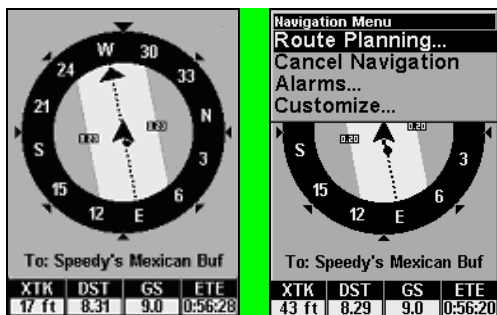 W
30
24
33
21
N
0.20
0.20
S
3
15
6
12
E
To: Speedy's Mexican Buf
XTK DST GS ETE
17 ft 8.31 9.0 0:56:28
Navigation Menu
Route Planning...
Cancel Navigation
Alarms...
Customize...
0.20
0.20
S
3
15
6
12
E
To: Speedy's Mexican Buf
XTK DST GS ETE
43 ft 8.29 9.0 0:56:20